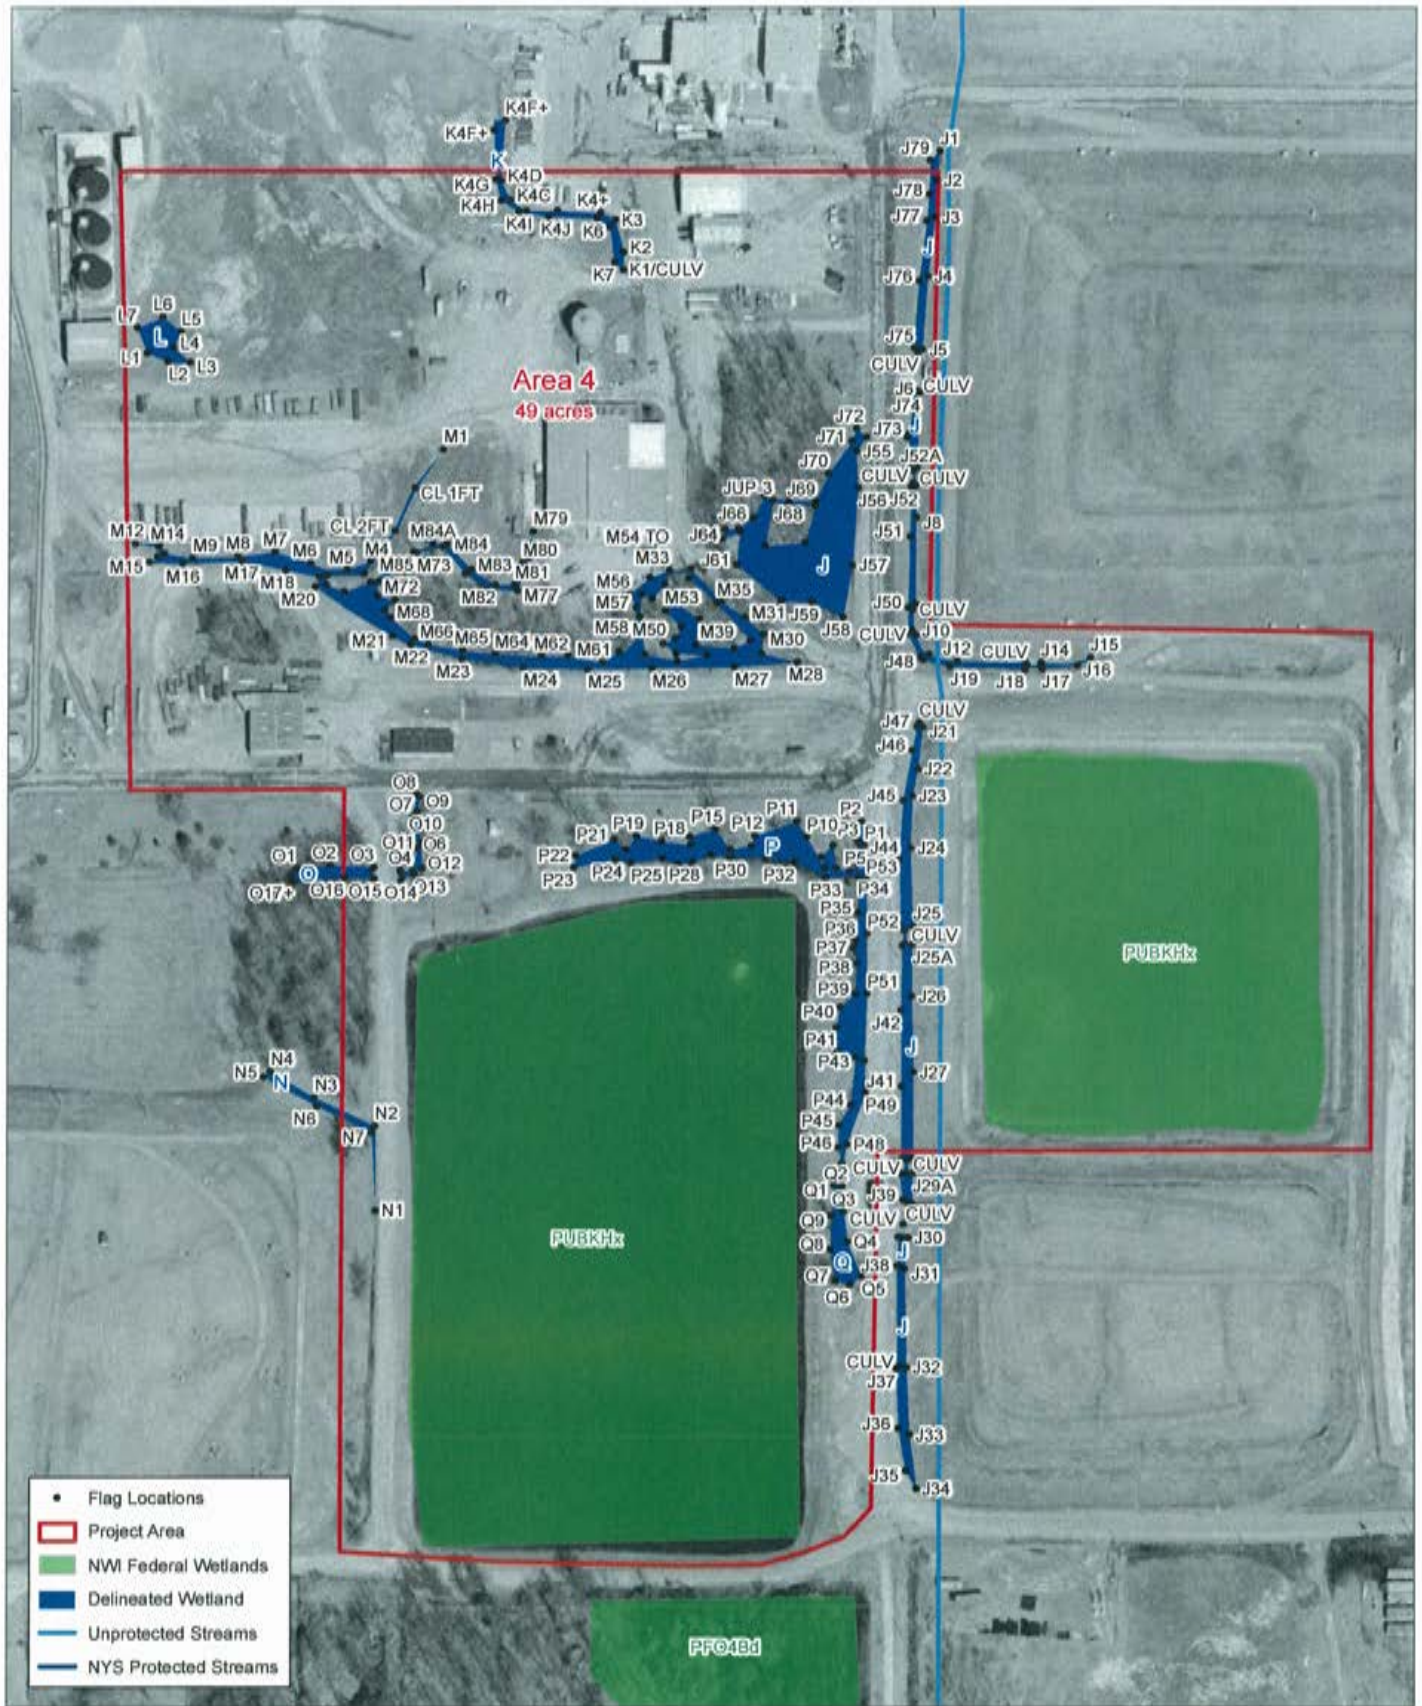 K4F+
K4F+
K
K4D
K4G
K4C
K4H
K4+
K4I
K4J
K6
K3
K2
K7
K1/CULV
J1
J79
J2
J78
J77
J3
J
J76
J4
J75
J5
CULV
J6
CULV
J74
L6
L7
L5
L
L4
L1
L3
L2
Area 4
49 acres
M1
CL 1FT
CL 2FT
J72
J71
J73
J
J55
J52A
J70
CULV
CULV
JUP-3
J69
J56
J52
J68
J66
J8
J51
J64
M79
M54 TO
M12
M14
M9
M8
M7
M6
M5
M4
M84A
M84
M85
M73
M83
M80
M81
M33
J61
J
J57
M15
M16
M17
M18
M20
M72
M82
M77
M56
M53
M35
M57
M68
M31
J59
J58
J50
CULV
M58
M50
M39
M30
CULV
J10
M21
M66
M65
M64
M62
M61
M22
M23
M24
M25
M26
M27
M28
J48
J12
CULV
J14
J15
J19
J18
J17
J16
J47
CULV
J21
J46
J22
J45
J23
O8
O7
O9
O10
O11
O6
O1
O2
O3
O4
O12
O
O17+
O16
O15
O14
O13
P21
P19
P18
P15
P12
P11
P10
P2
P3
P1
P22
P
P5
J44
J24
P23
P24
P25
P28
P30
P32
P33
P53
P34
P35
P52
J25
P36
CULV
P37
J25A
P38
P39
P51
J26
P40
J42
P41
J
P43
J41
J27
P44
P49
P45
P46
P48
PUBKHx
N4
N5
N
N3
N6
N2
N7
N1
Q2
CULV
CULV
Q1
J39
J29A
Q3
Q9
CULV
CULV
Q8
Q4
J30
Q
J
J38
J31
Q7
Q5
Q6
PUBKHx
J
CULV
J32
J37
J36
J33
J35
J34
Flag Locations
Project Area
NWI Federal Wetlands
Delineated Wetland
Unprotected Streams
NYS Protected Streams
PFO4Bd